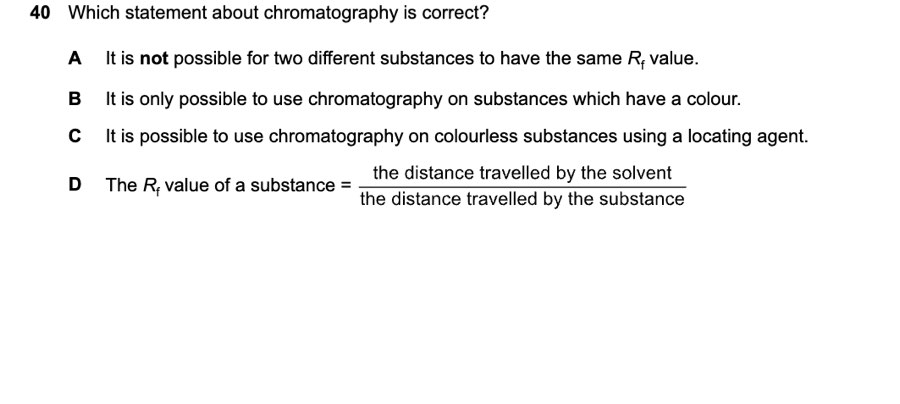 40 Which statement about chromatography is correct?
A It is not possible for two different substances to have the same Rf value.
B It is only possible to use chromatography on substances which have a colour.
C It is possible to use chromatography on colourless substances using a locating agent.
D The Rf value of a substance = the distance travelled by the solvent
the distance travelled by the substance